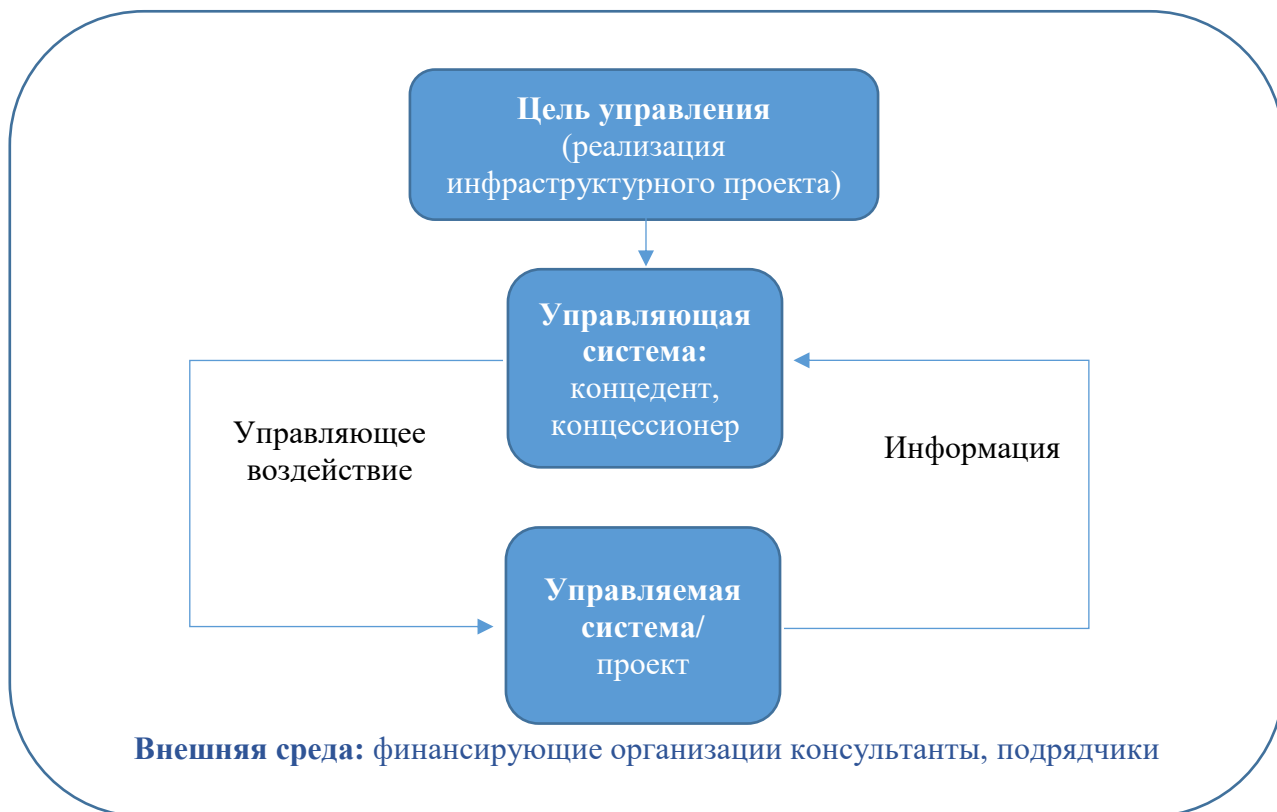 Цель управления
(реализация
инфраструктурного проекта)
Управляющая
система:
концедент,
концессионер
Управляющее
воздействие
Информация
Управляемая
система/
проект
Внешняя среда: финансирующие организации консультанты, подрядчики